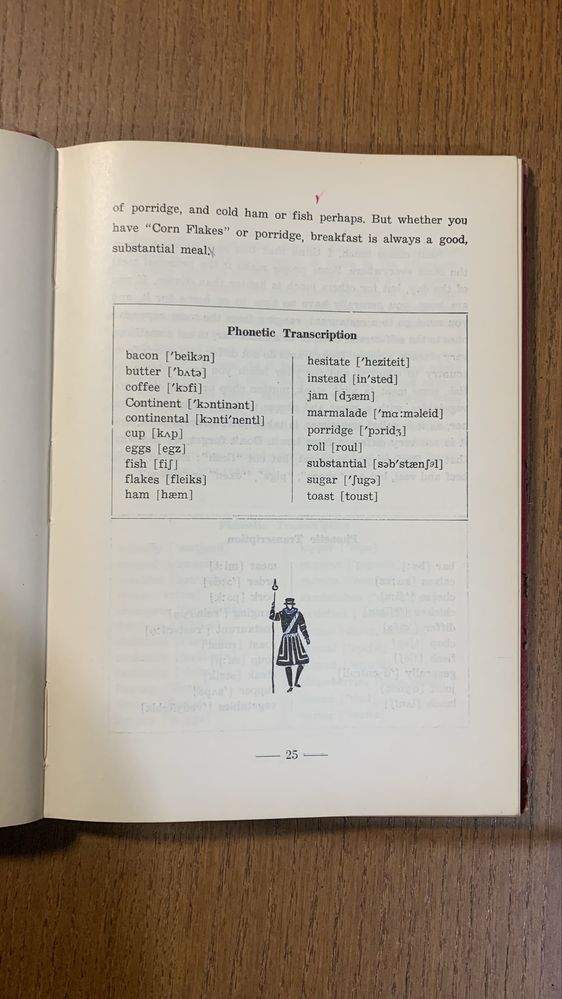 of porridge, and cold ham or fish perhaps. But whether you
have "Corn Flakes" or porridge, breakfast is always a good,
substantial meal.
Phonetic Transcription
bacon ['beikən]
butter ['bʌtə]
coffee ['kɔfi]
Continent ['kɔntinənt]
continental [kɔnti'nentl]
cup [kʌp]
eggs [egz]
fish [fiʃ]
flakes [fleiks]
ham [hæm]
hesitate ['heziteit]
instead [in'sted]
jam [dʒæm]
marmalade ['mɑ:məleid]
porridge ['pɔridʒ]
roll [roul]
substantial [səb'stænʃəl]
sugar ['ʃugə]
toast [toust]
— 25 —